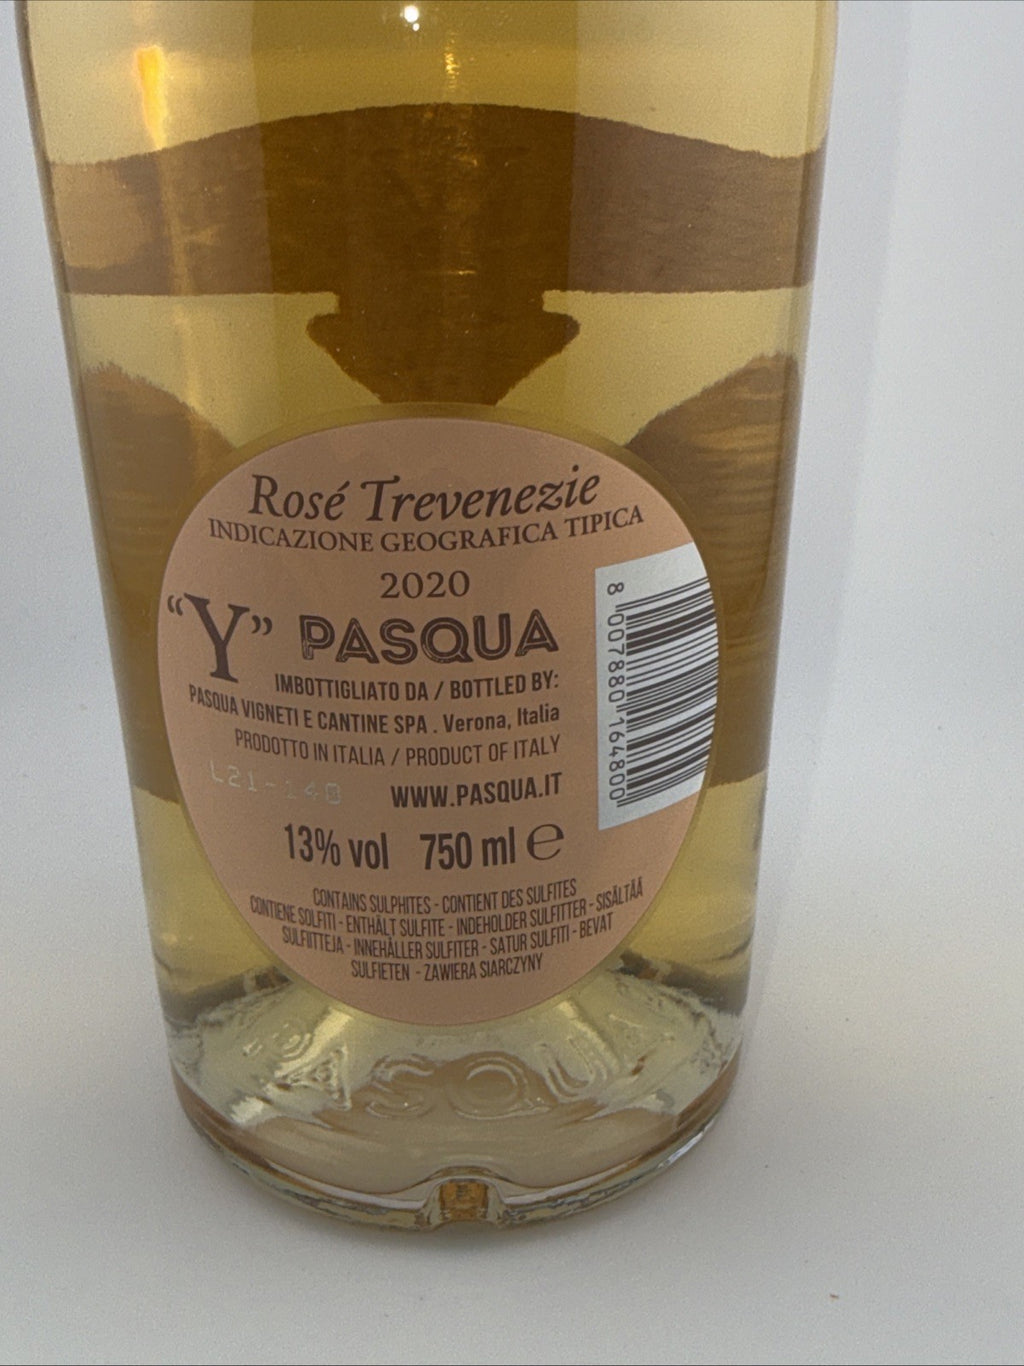 Rosé Trevenezie
INDICAZIONE GEOGRAFICA TIPICA
2020
"Y" PASQUA
IMBOTTIGLIATO DA / BOTTLED BY:
PASQUA VIGNETI E CANTINE SPA . Verona, Italia
PRODOTTO IN ITALIA / PRODUCT OF ITALY
L21-140
WWW.PASQUA.IT
13% vol 750 ml ℮
CONTAINS SULPHITES - CONTIENT DES SULFITES
CONTIENE SOLFITI - ENTHÄLT SULFITE - INDEHOLDER SULFITTER - SISÄLTÄÄ
SULFIITTEJA - INNEHÅLLER SULFITER - SATUR SULFITI - BEVAT
SULFIETEN - ZAWIERA SIARCZYNY
8 007880 164800
PASQUA